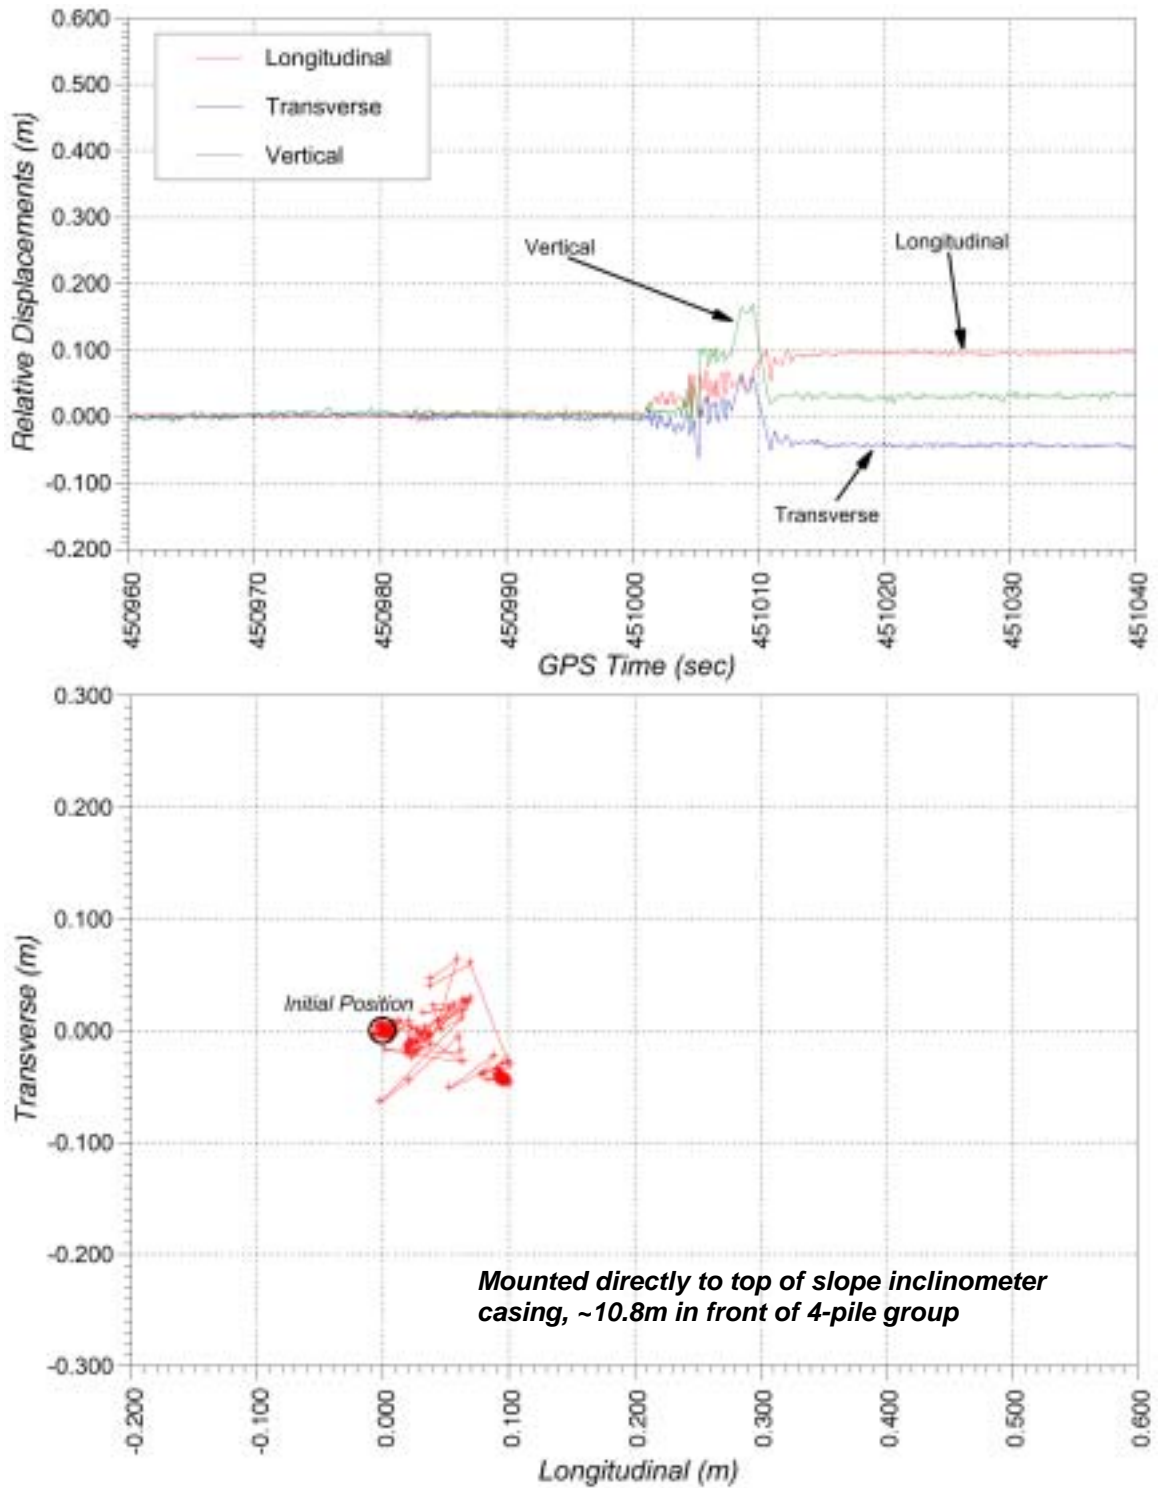 0.600
0.500
0.400
0.300
0.200
0.100
0.000
-0.100
-0.200
Relative Displacements (m)
Longitudinal
Transverse
Vertical
Vertical
Longitudinal
Transverse
450960
450970
450980
450990
451000
451010
451020
451030
451040
GPS Time (sec)
0.300
0.200
0.100
0.000
-0.100
-0.200
-0.300
Transverse (m)
Initial Position
Mounted directly to top of slope inclinometer
casing, ~10.8m in front of 4-pile group
-0.200
-0.100
0.000
0.100
0.200
0.300
0.400
0.500
0.600
Longitudinal (m)